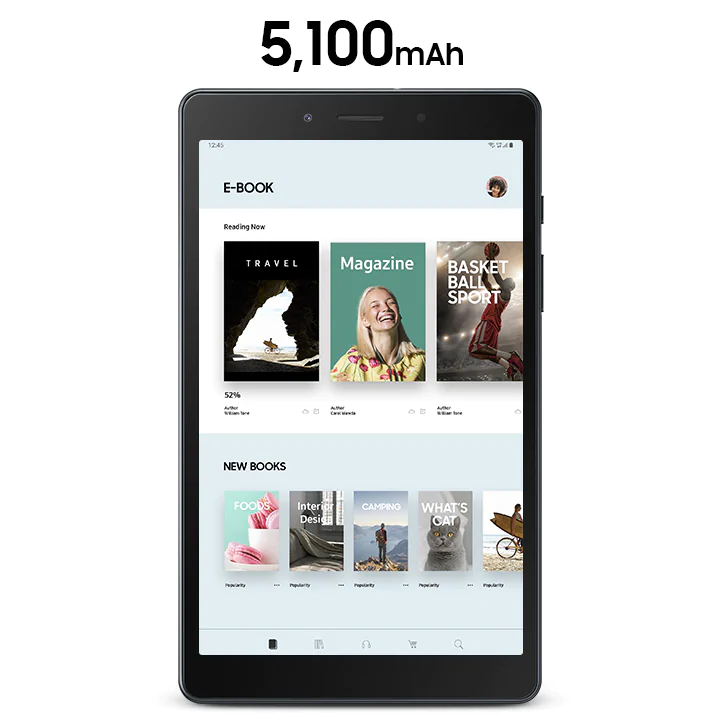 5,100mAh
12:45
E-BOOK
Reading Now
TRAVEL
Magazine
BASKET
BALL
SPORT
52%
Author
William Tone
Author
Carol Wanda
Author
William Tone
NEW BOOKS
FOODS
Interior
Design
CAMPING
WHAT'S
CAT
Popularity
Popularity
Popularity
Popularity
Popularity